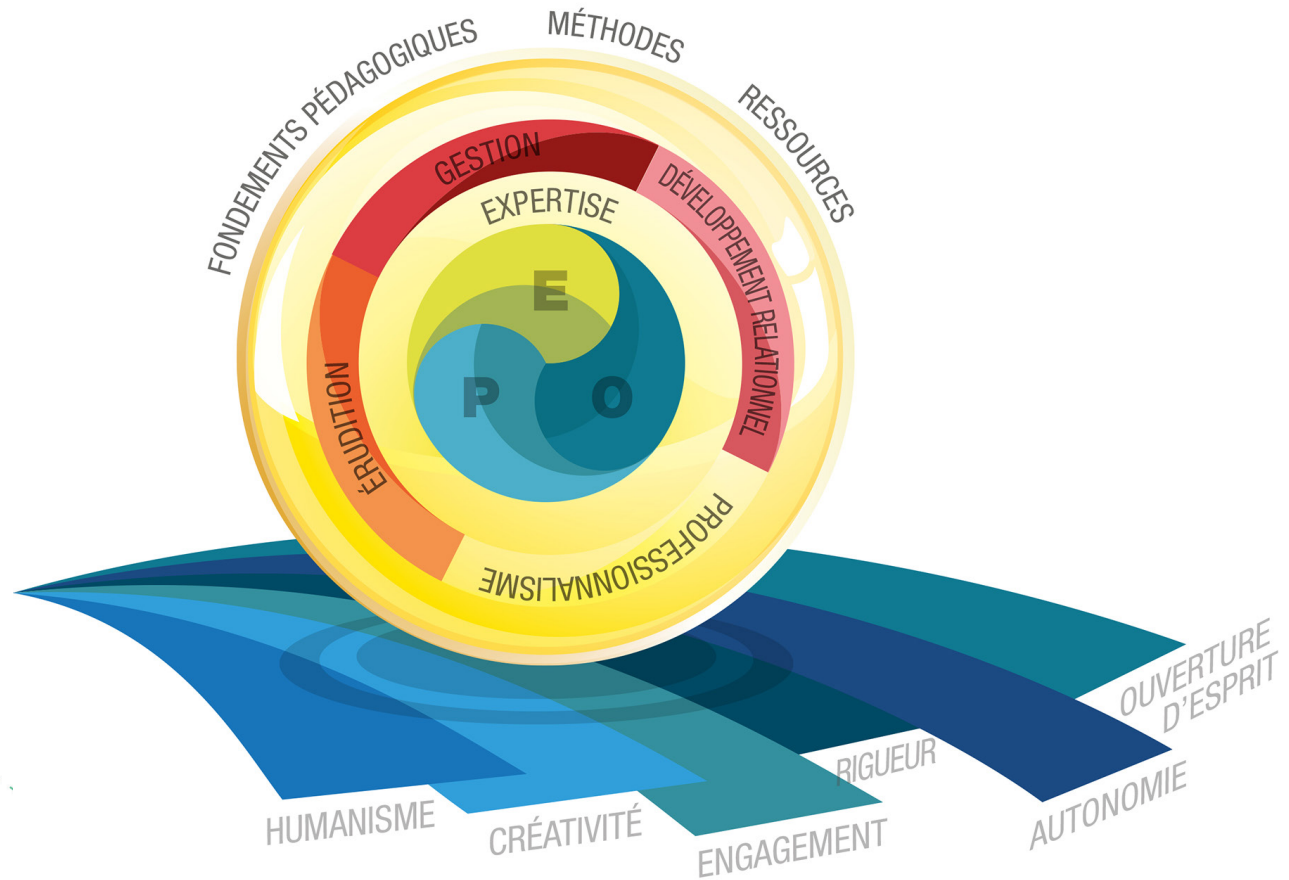 FONDEMENTS PÉDAGOGIQUES
MÉTHODES
RESSOURCES
GESTION
DÉVELOPPEMENT RELATIONNEL
EXPERTISE
E
P
O
ÉRUDITION
PROFESSIONNALISME
HUMANISME
CRÉATIVITÉ
ENGAGEMENT
RIGUEUR
AUTONOMIE
OUVERTURE
D'ESPRIT